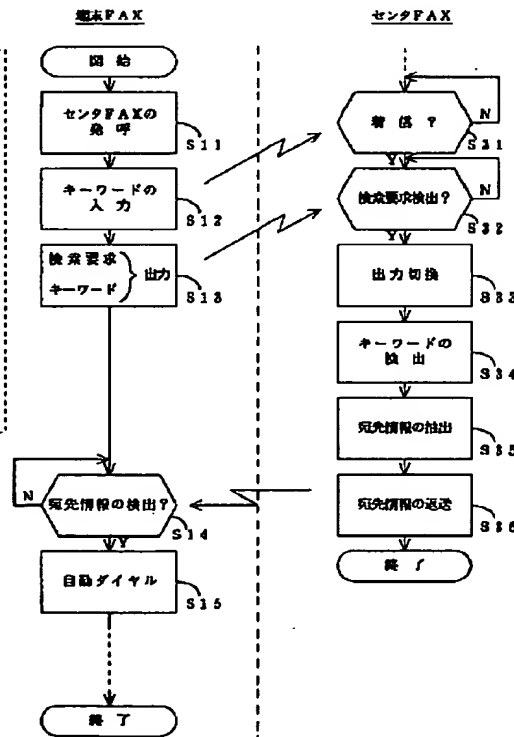 端末FAX
開始
センタFAXの
発呼
S11
キーワードの
入力
S12
検索要求
キーワード
出力
S13
N
宛先情報の検出?
S14
Y
自動ダイヤル
S15
終了
センタFAX
N
着信?
S31
Y
N
検索要求検出?
S32
Y
出力切換
S33
キーワードの
検出
S34
宛先情報の抽出
S35
宛先情報の返送
S36
終了